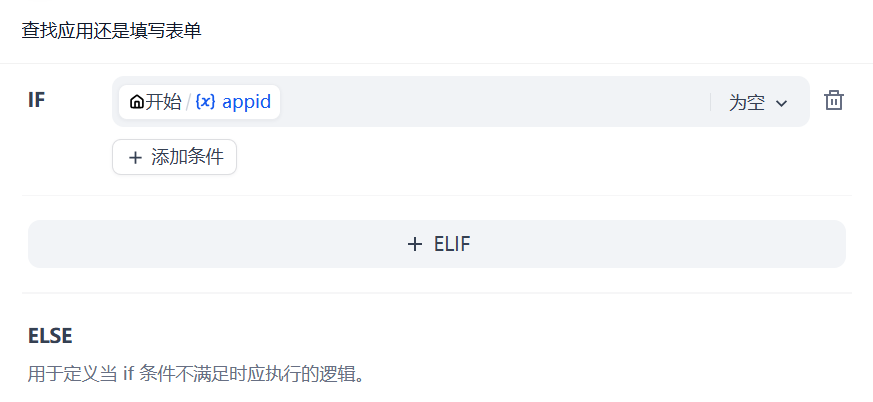 查找应用还是填写表单
IF 开始 / {x} appid 为空
+ 添加条件
+ ELIF
ELSE
用于定义当 if 条件不满足时应执行的逻辑。